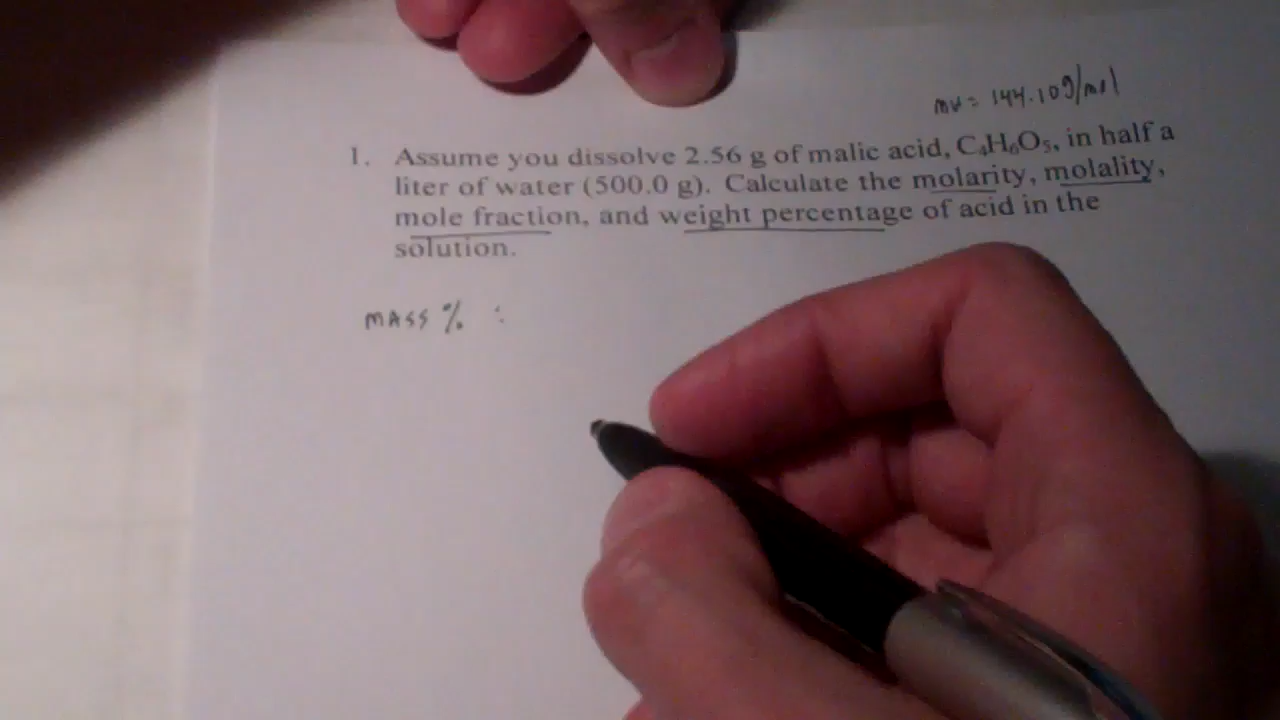 MW = 144.10g/mol
1. Assume you dissolve 2.56 g of malic acid, C₄H₆O₅, in half a
liter of water (500.0 g). Calculate the molarity, molality,
mole fraction, and weight percentage of acid in the
solution.
MASS % :